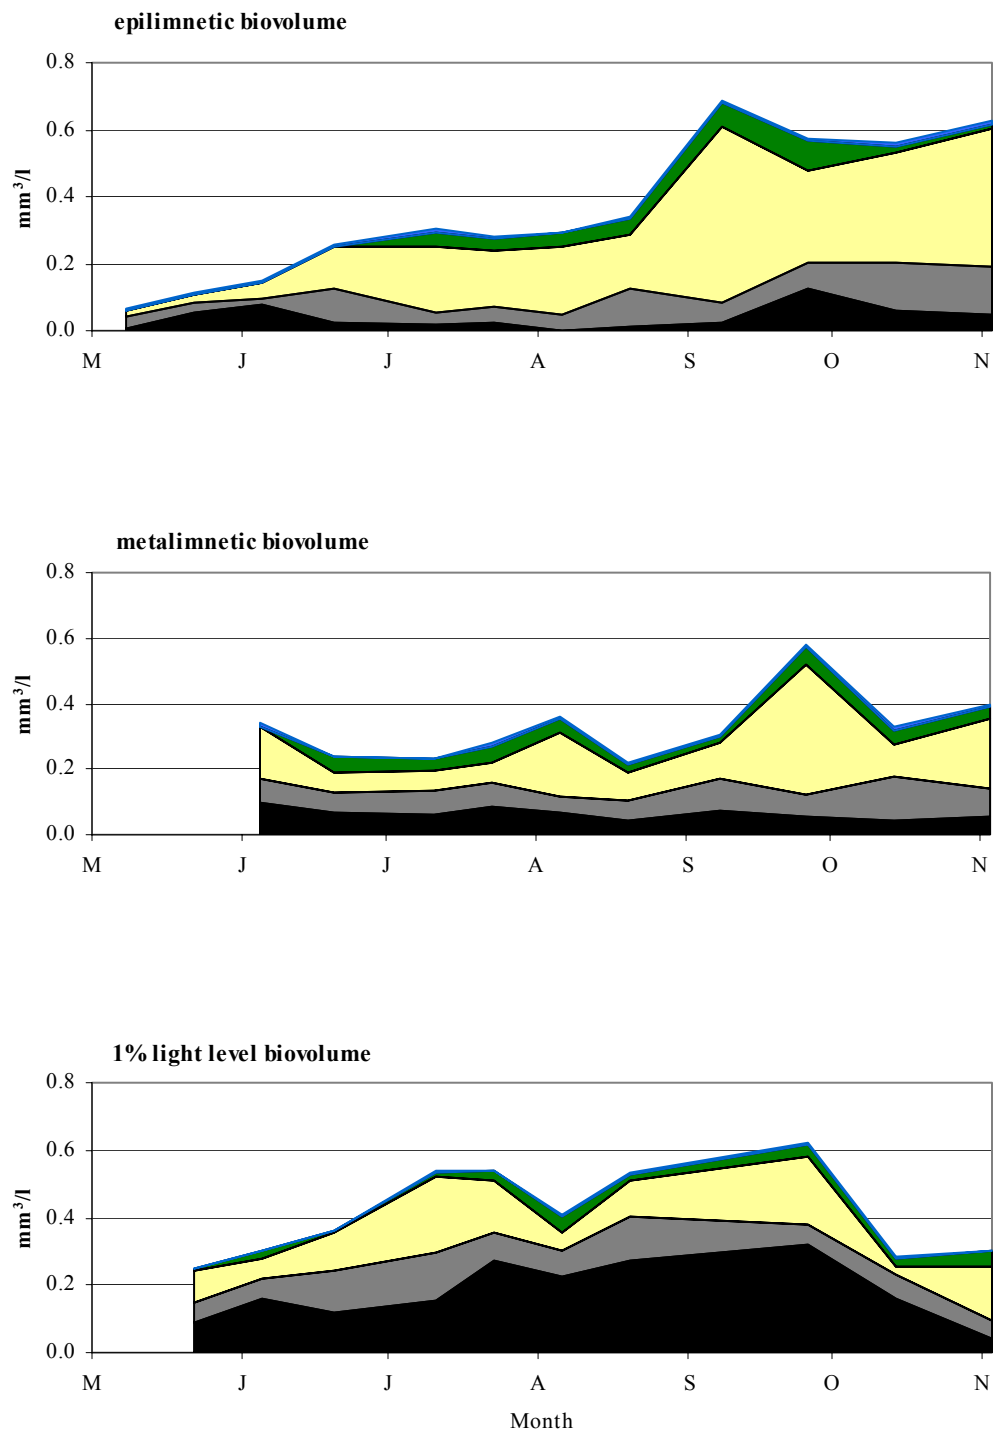 epilimnetic biovolume
0.8
0.6
0.4
0.2
0.0
mm³/l
M J J A S O N
metalimnetic biovolume
0.8
0.6
0.4
0.2
0.0
mm³/l
M J J A S O N
1% light level biovolume
0.8
0.6
0.4
0.2
0.0
mm³/l
M J J A S O N
Month